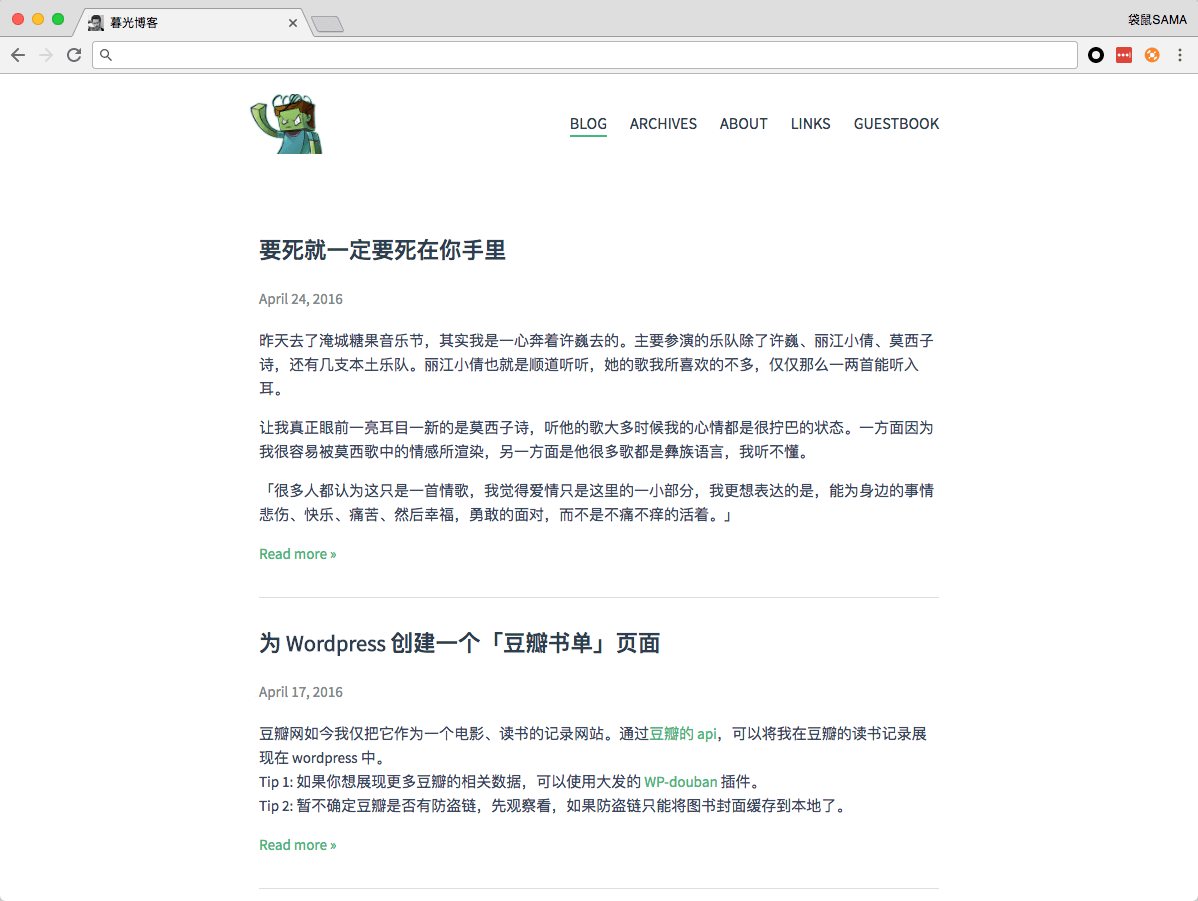 暮光博客
袋鼠SAMA
BLOG ARCHIVES ABOUT LINKS GUESTBOOK
要死就一定要死在你手里
April 24, 2016
昨天去了淹城糖果音乐节，其实我是一心奔着许巍去的。主要参演的乐队除了许巍、丽江小倩、莫西子
诗，还有几支本土乐队。丽江小倩也就是顺道听听，她的歌我所喜欢的不多，仅仅那么一两首能听入
耳。
让我真正眼前一亮耳目一新的是莫西子诗，听他的歌大多时候我的心情都是很拧巴的状态。一方面因为
我很容易被莫西歌中的情感所渲染，另一方面是他很多歌都是彝族语言，我听不懂。
「很多人都认为这只是一首情歌，我觉得爱情只是这里的一小部分，我更想表达的是，能为身边的事情
悲伤、快乐、痛苦、然后幸福，勇敢的面对，而不是不痛不痒的活着。」
Read more »
为 Wordpress 创建一个「豆瓣书单」页面
April 17, 2016
豆瓣网如今我仅把它作为一个电影、读书的记录网站。通过豆瓣的 api，可以将我在豆瓣的读书记录展
现在 wordpress 中。
Tip 1: 如果你想展现更多豆瓣的相关数据，可以使用大发的 WP-douban 插件。
Tip 2: 暂不确定豆瓣是否有防盗链，先观察看，如果防盗链只能将图书封面缓存到本地了。
Read more »